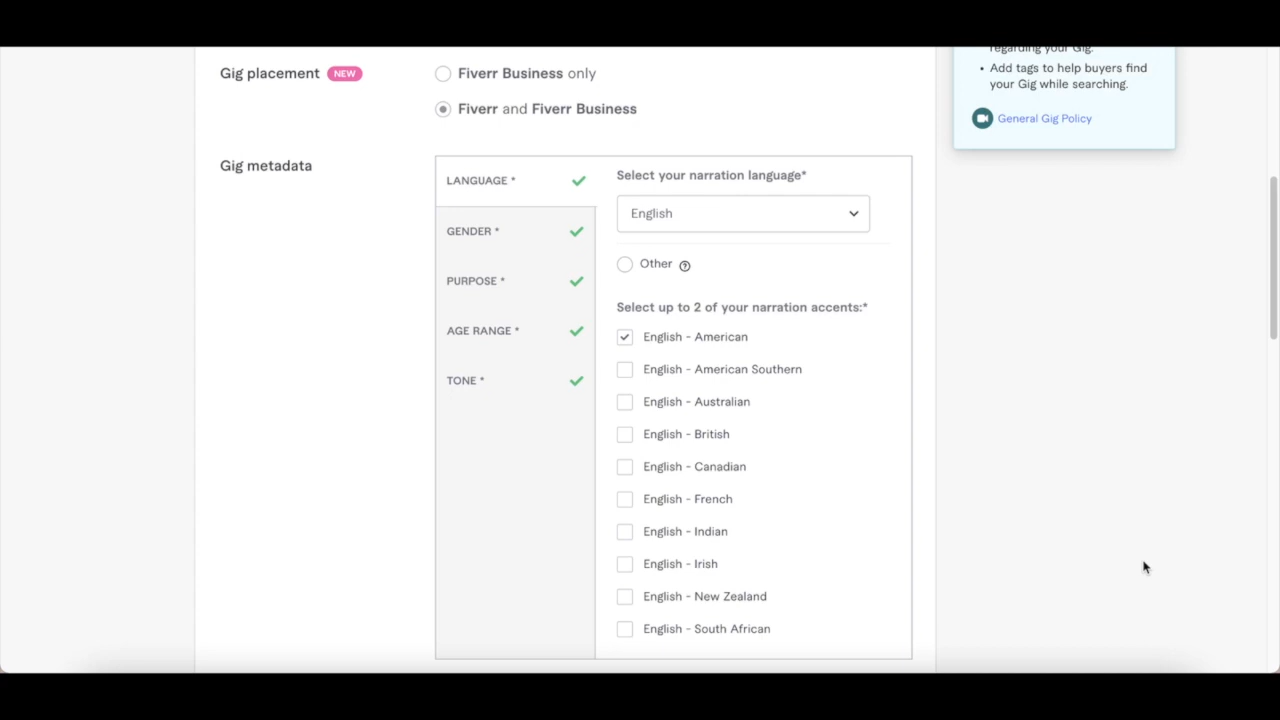 regarding your Gig.
• Add tags to help buyers find
your Gig while searching.
General Gig Policy
Gig placement NEW
Fiverr Business only
Fiverr and Fiverr Business
Gig metadata
LANGUAGE *
GENDER *
PURPOSE *
AGE RANGE *
TONE *
Select your narration language*
English
Other ?
Select up to 2 of your narration accents:*
English - American
English - American Southern
English - Australian
English - British
English - Canadian
English - French
English - Indian
English - Irish
English - New Zealand
English - South African